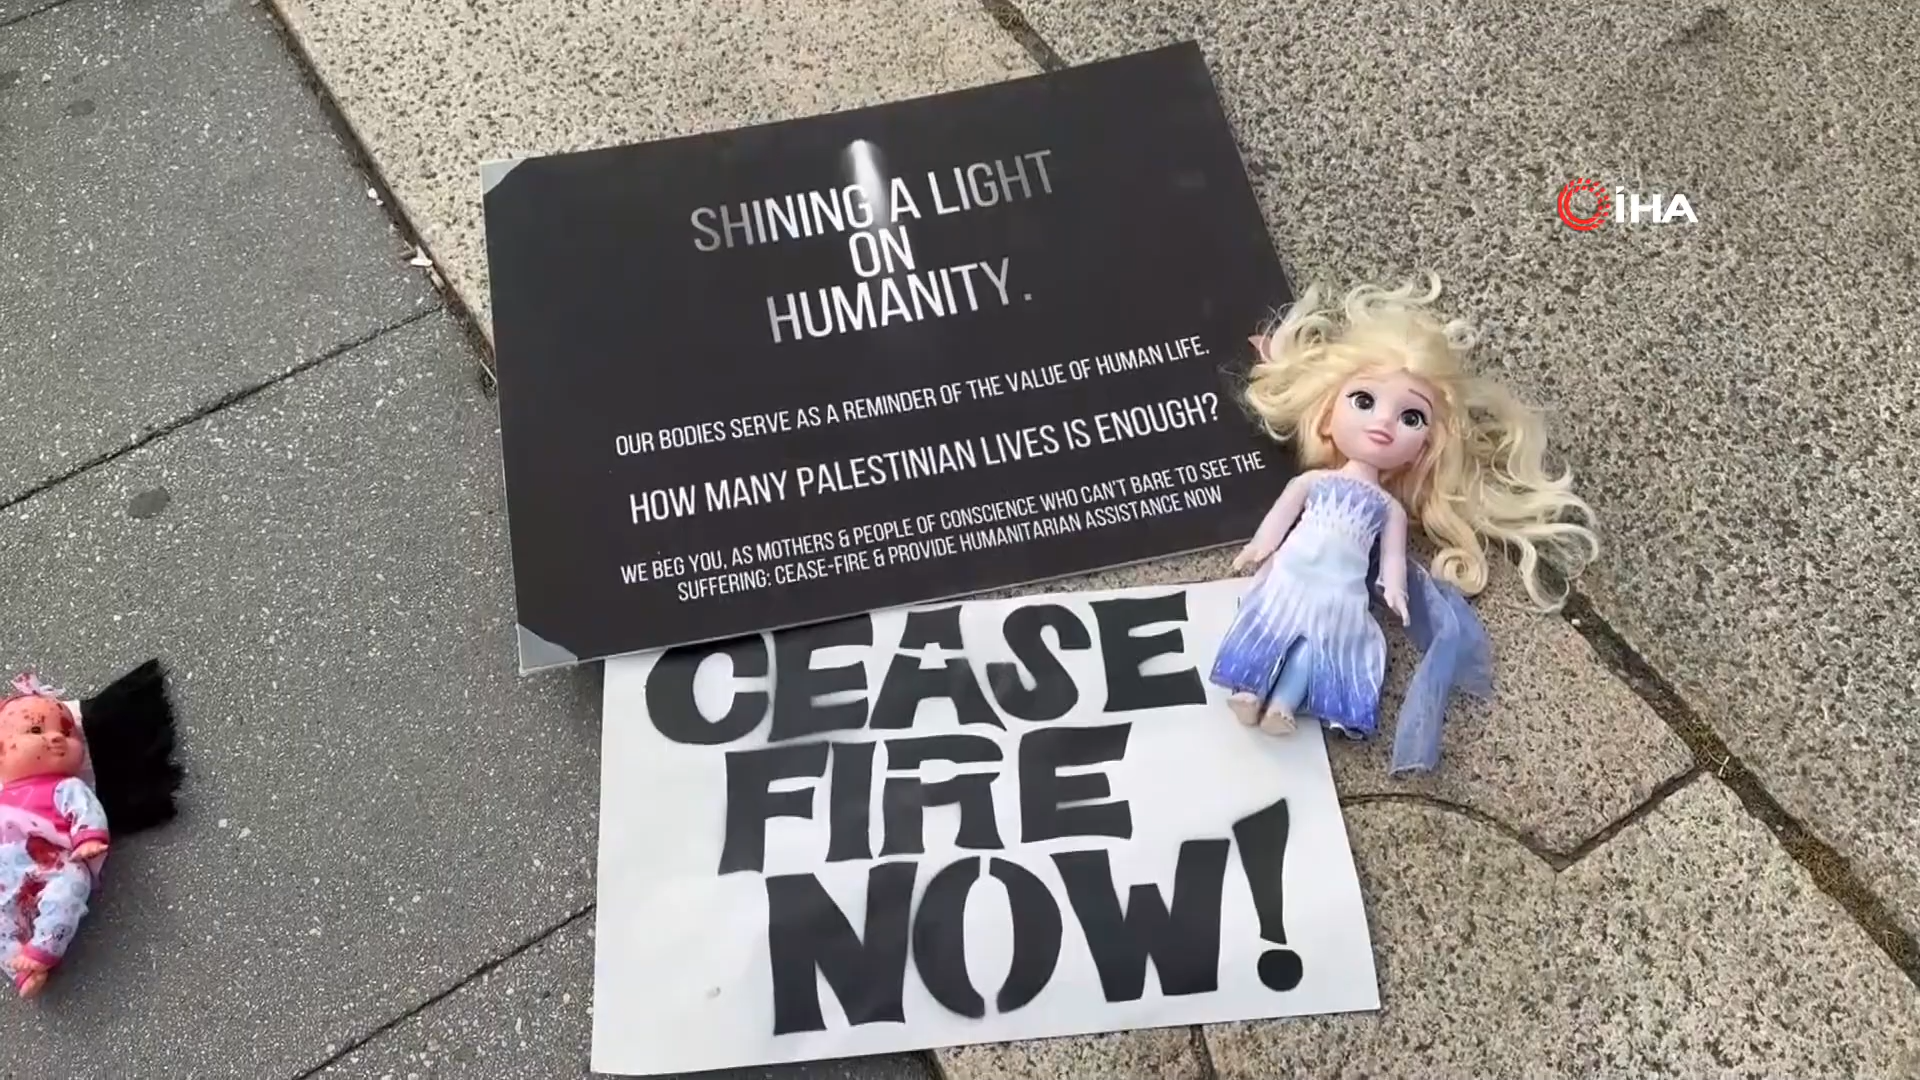 SHINING A LIGHT
ON
HUMANITY.
OUR BODIES SERVE AS A REMINDER OF THE VALUE OF HUMAN LIFE.
HOW MANY PALESTINIAN LIVES IS ENOUGH?
WE BEG YOU, AS MOTHERS & PEOPLE OF CONSCIENCE WHO CAN'T BARE TO SEE THE
SUFFERING: CEASE-FIRE & PROVIDE HUMANITARIAN ASSISTANCE NOW
CEASE
FIRE
NOW!
İHA